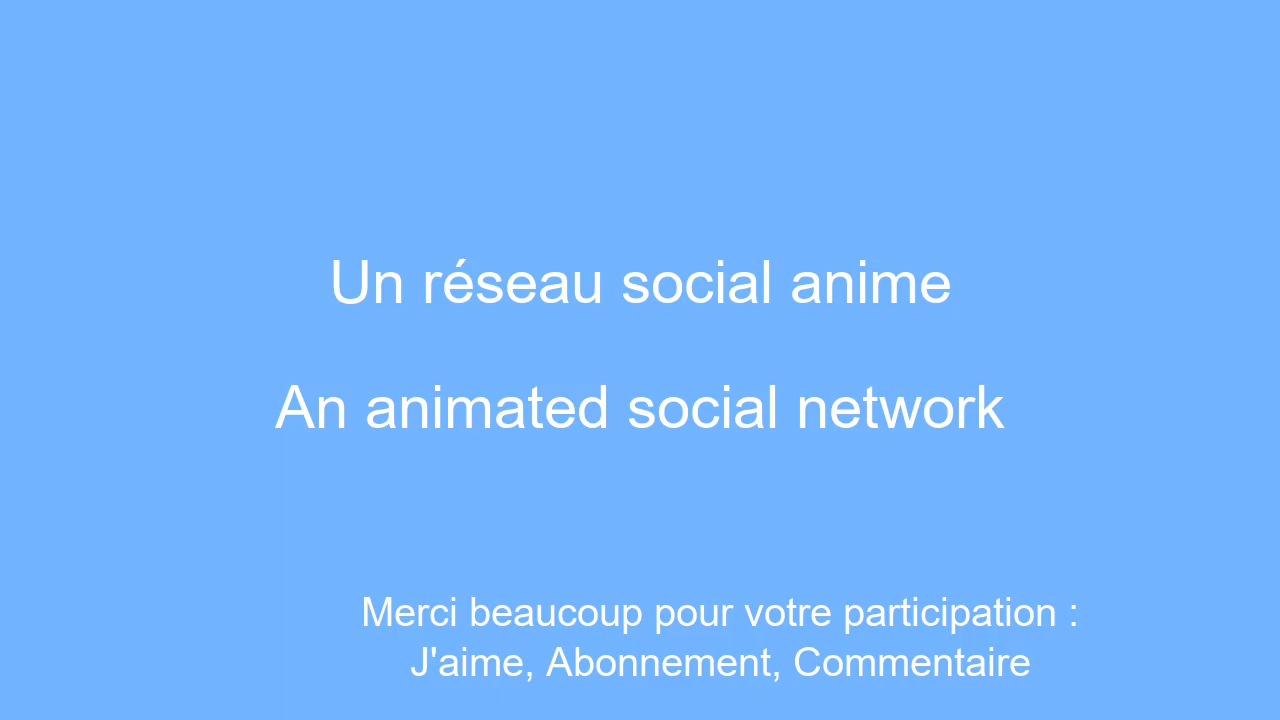 Un réseau social anime
An animated social network
Merci beaucoup pour votre participation :
J'aime, Abonnement, Commentaire